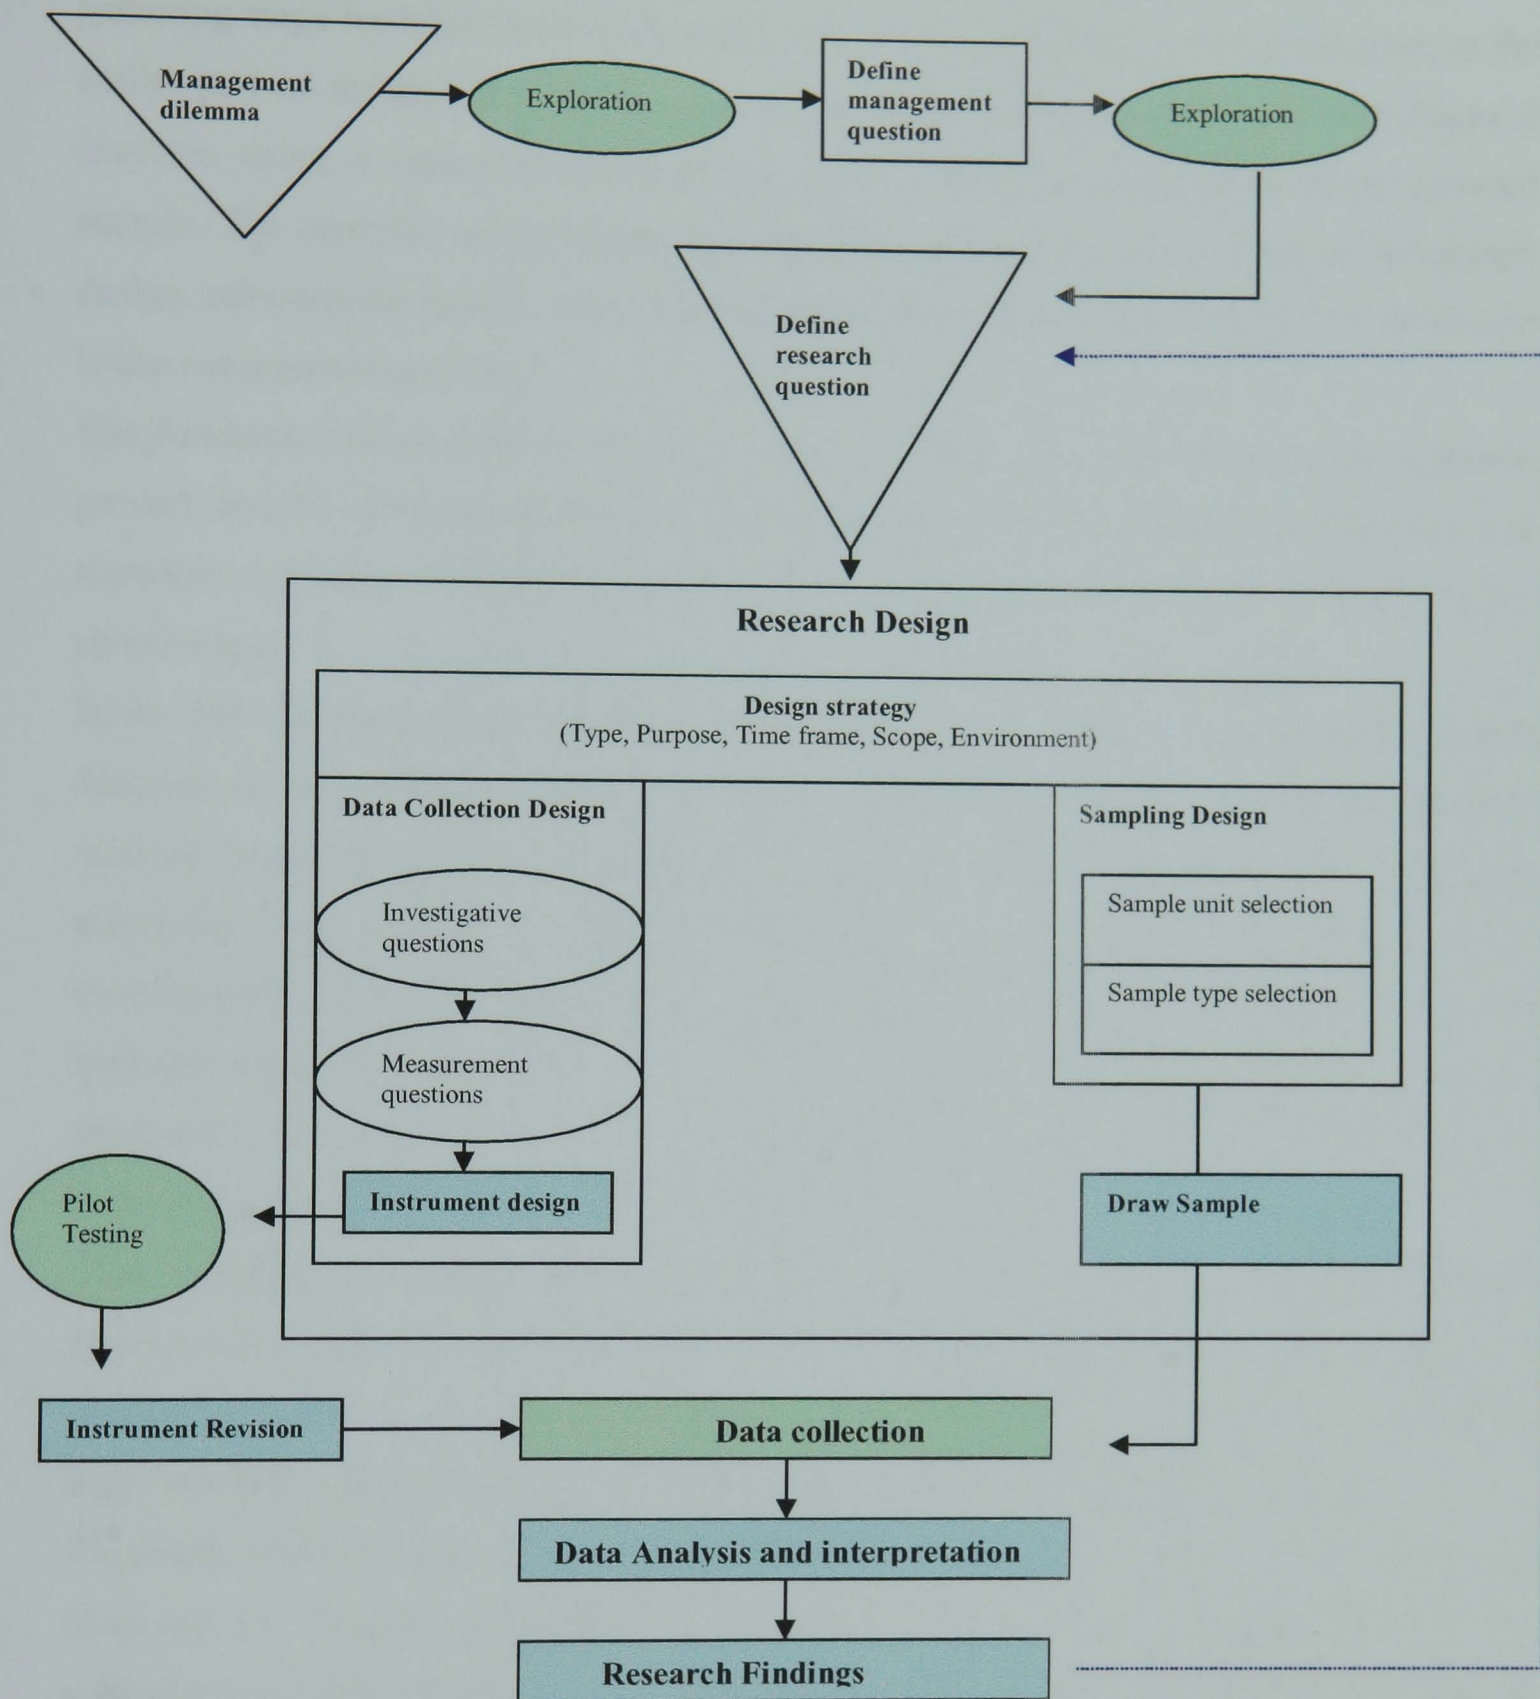 Management
dilemma
Exploration
Define
management
question
Exploration
Define
research
question
Research Design
Design strategy
(Type, Purpose, Time frame, Scope, Environment)
Data Collection Design
Sampling Design
Investigative
questions
Sample unit selection
Sample type selection
Measurement
questions
Instrument design
Draw Sample
Pilot
Testing
Instrument Revision
Data collection
Data Analysis and interpretation
Research Findings